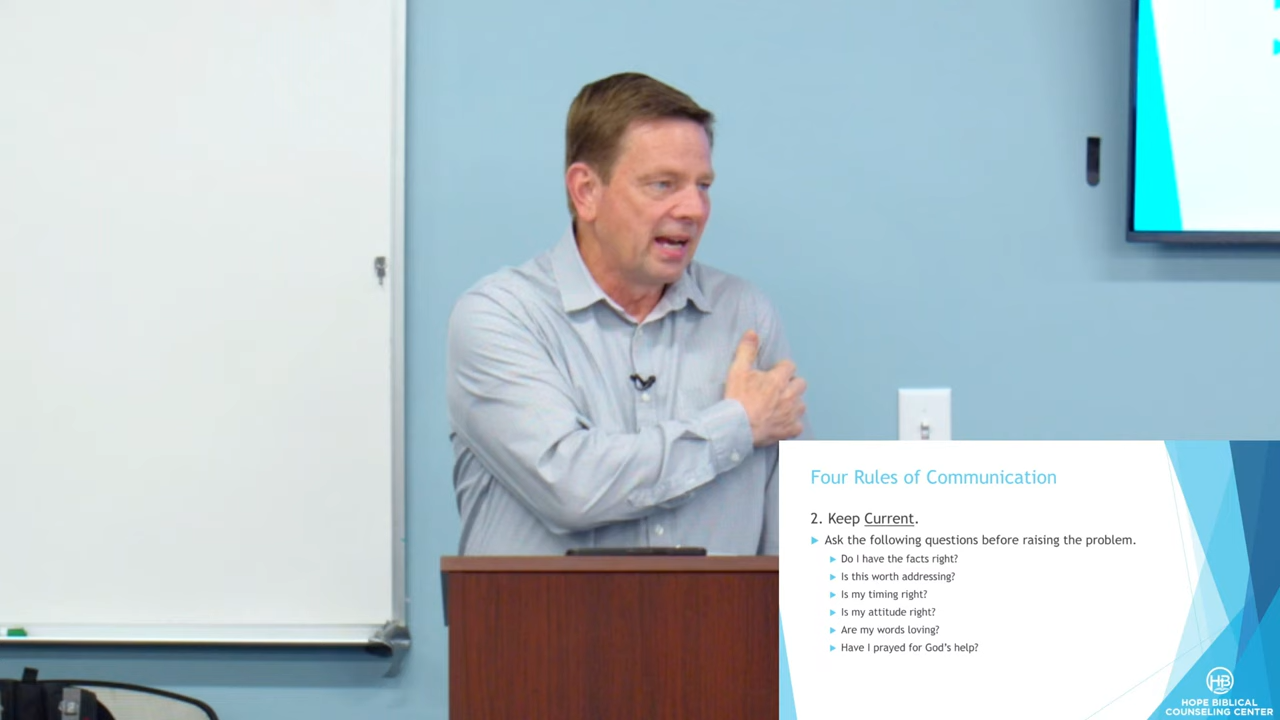 Four Rules of Communication
2. Keep Current.
Ask the following questions before raising the problem.
Do I have the facts right?
Is this worth addressing?
Is my timing right?
Is my attitude right?
Are my words loving?
Have I prayed for God's help?
HB
HOPE BIBLICAL
COUNSELING CENTER